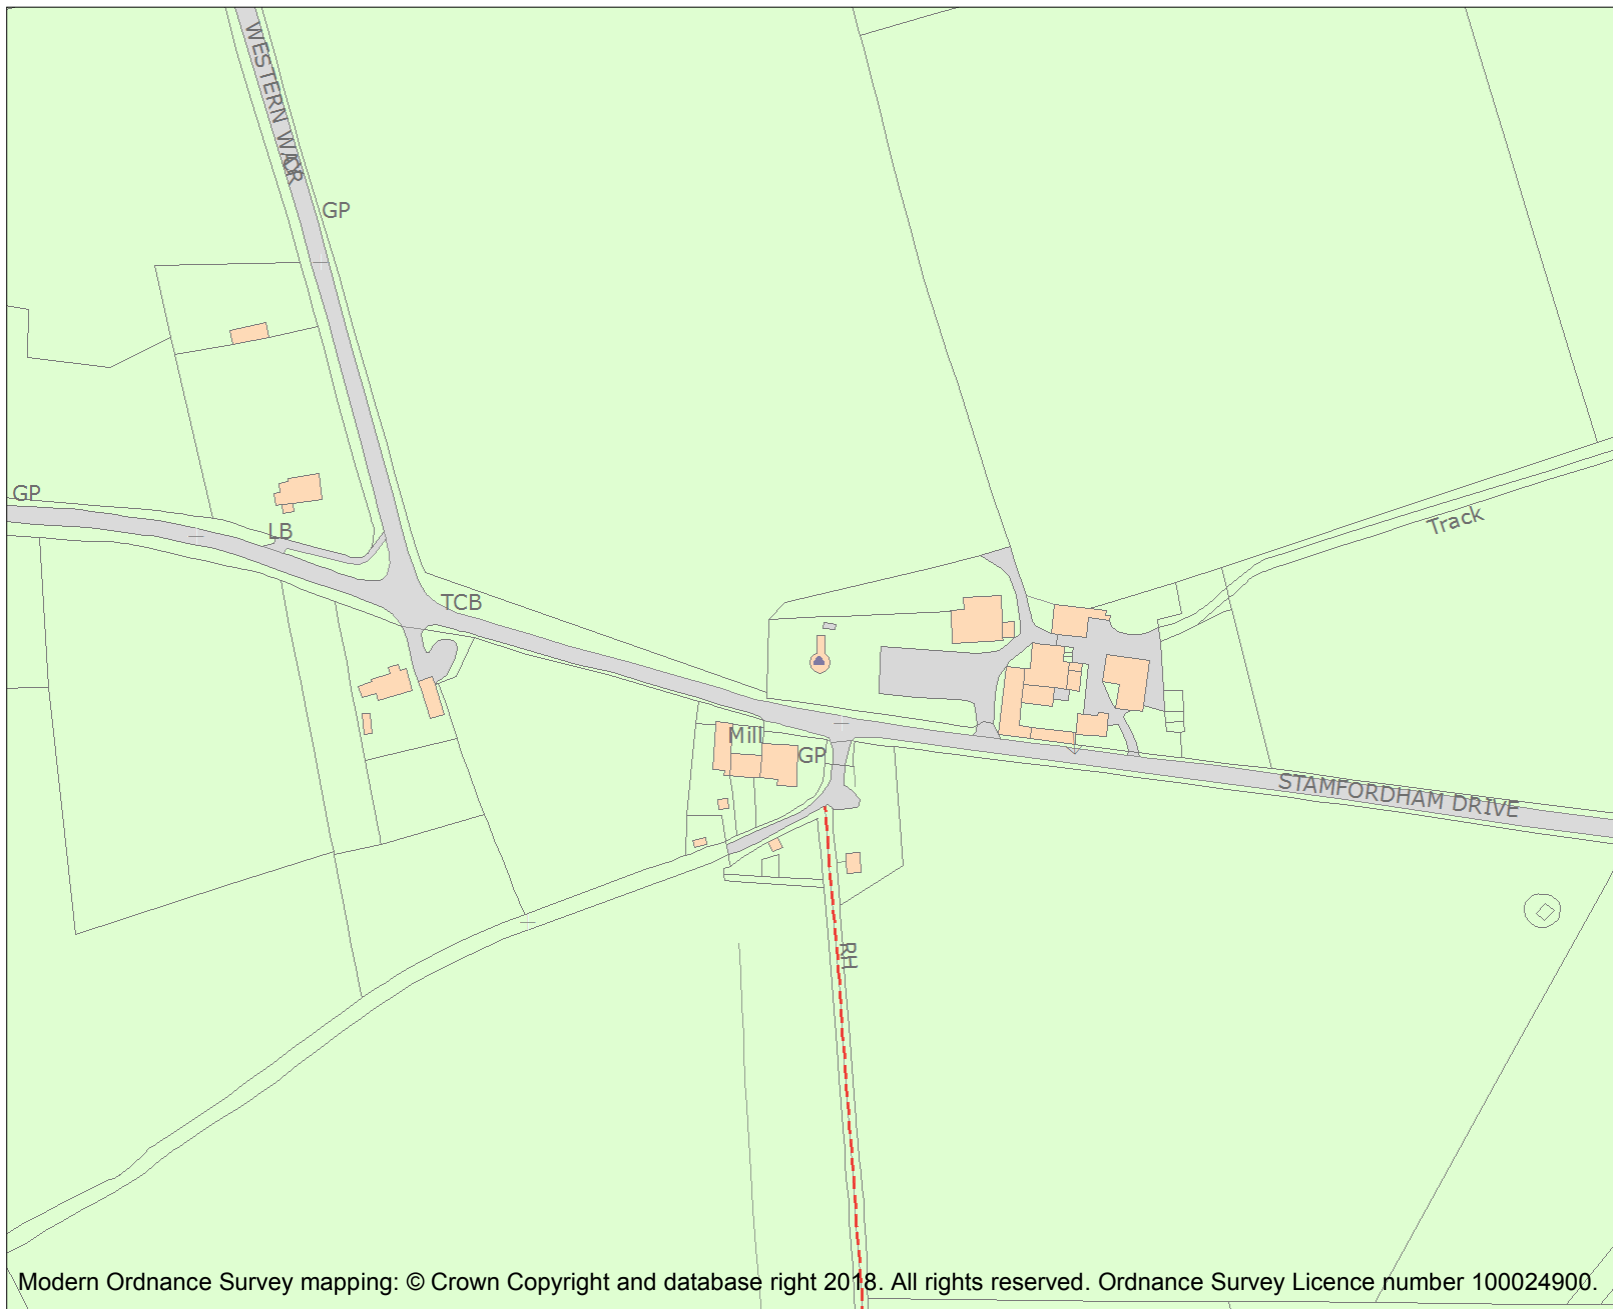 WESTERN WAY
CR
GP
GP
LB
TCB
Track
Mill
GP
STAMFORDHAM DRIVE
RH
Modern Ordnance Survey mapping: © Crown Copyright and database right 2018. All rights reserved. Ordnance Survey Licence number 100024900.